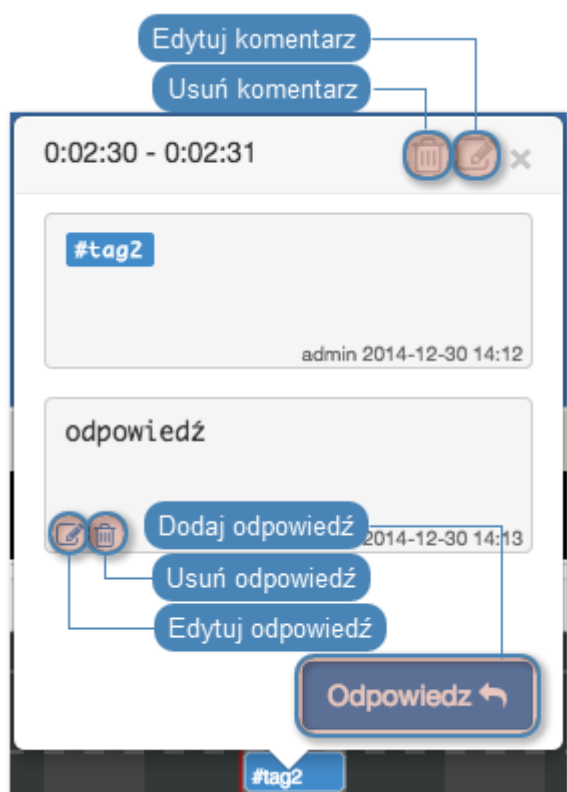 Edytuj komentarz
Usuń komentarz
0:02:30 - 0:02:31
×
#tag2
admin 2014-12-30 14:12
odpowiedź
Dodaj odpowiedź
2014-12-30 14:13
Usuń odpowiedź
Edytuj odpowiedź
Odpowiedz
#tag2